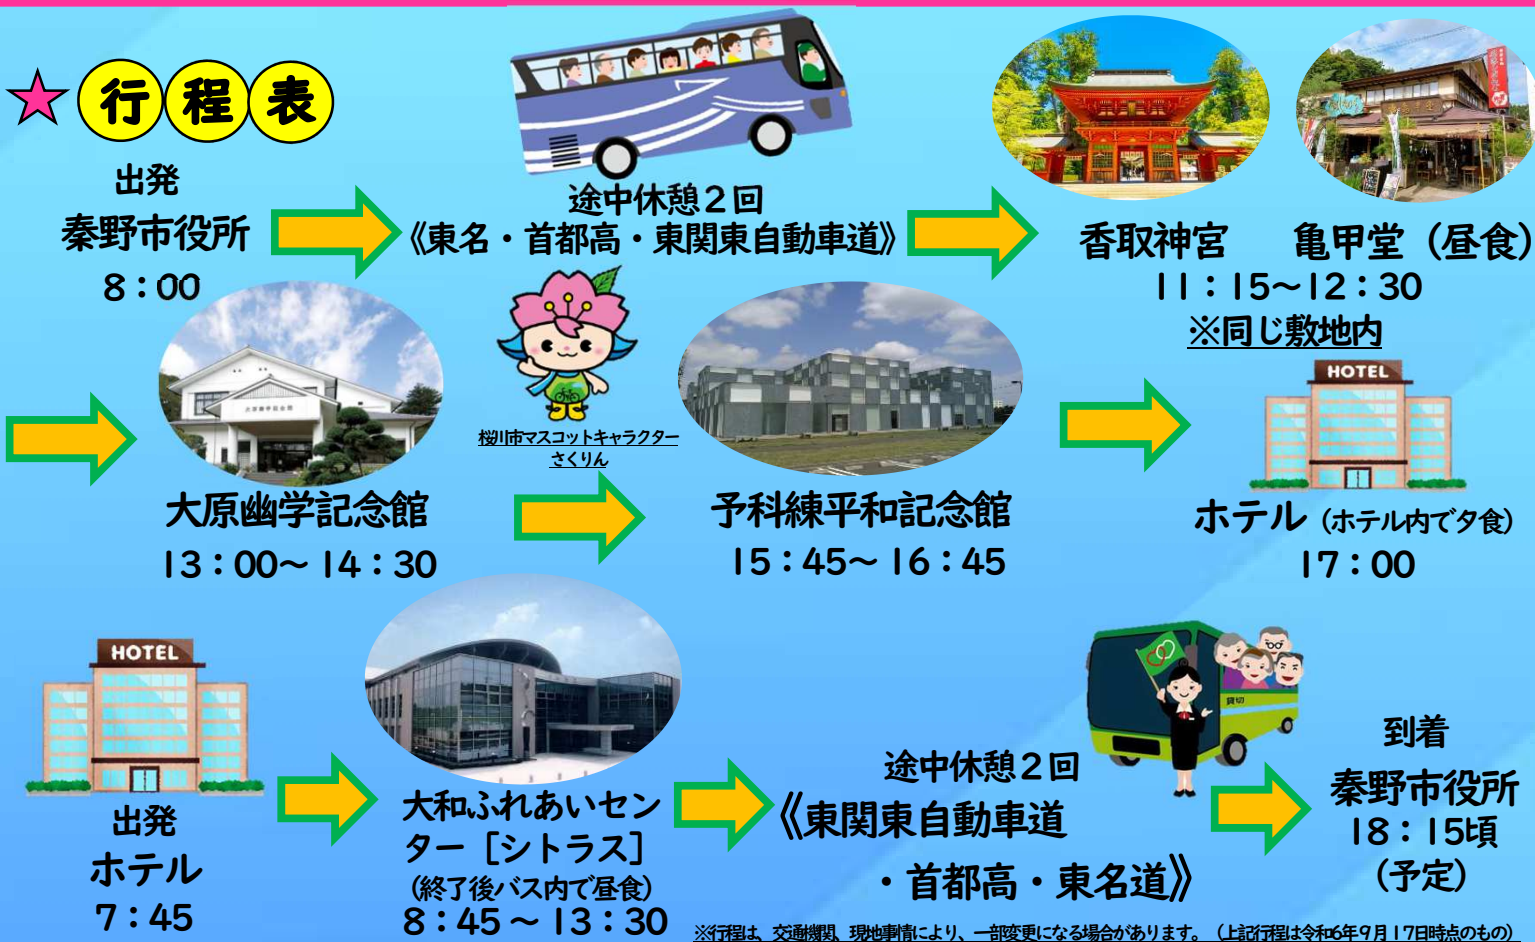 行程表
出発
秦野市役所
8：00
途中休憩２回
《東名・首都高・東関東自動車道》
香取神宮
亀甲堂（昼食）
11：15～12：30
※同じ敷地内
大原幽学記念館
大原幽学記念館
13：00～14：30
桜川市マスコットキャラクター
さくりん
予科練平和記念館
15：45～16：45
HOTEL
ホテル（ホテル内で夕食）
17：00
HOTEL
出発
ホテル
7：45
大和ふれあいセン
ター［シトラス］
（終了後バス内で昼食）
8：45～13：30
途中休憩２回
《東関東自動車道
・首都高・東名道》
貸切
到着
秦野市役所
18：15頃
（予定）
※行程は、交通機関、現地事情により、一部変更になる場合があります。（上記行程は令和6年9月17日時点のもの）